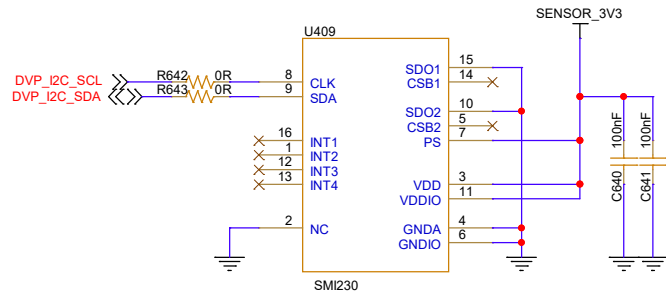 SENSOR_3V3
U409
DVP_I2C_SCL R642 0R 8 CLK
DVP_I2C_SDA R643 0R 9 SDA
SDO1 15
CSB1 14
SDO2 10
CSB2 5
PS 7
16 INT1
1 INT2
12 INT3
13 INT4
VDD 3
VDDIO 11
2 NC
GNDA 4
GNDIO 6
C640 100nF
C641 100nF
SMI230